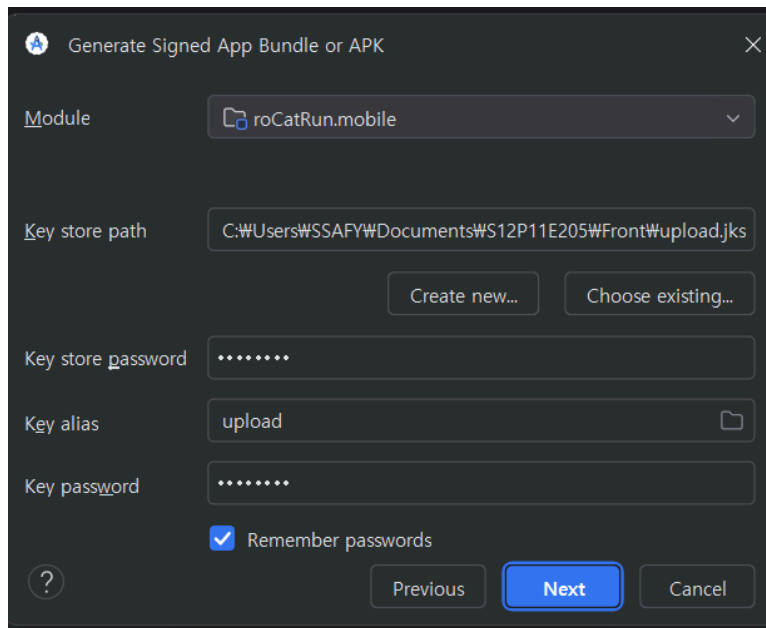 Generate Signed App Bundle or APK
Module
roCatRun.mobile
Key store path
C:₩Users₩SSAFY₩Documents₩S12P11E205₩Front₩upload.jks
Create new...
Choose existing...
Key store password
••••••••
Key alias
upload
Key password
••••••••
Remember passwords
?
Previous
Next
Cancel